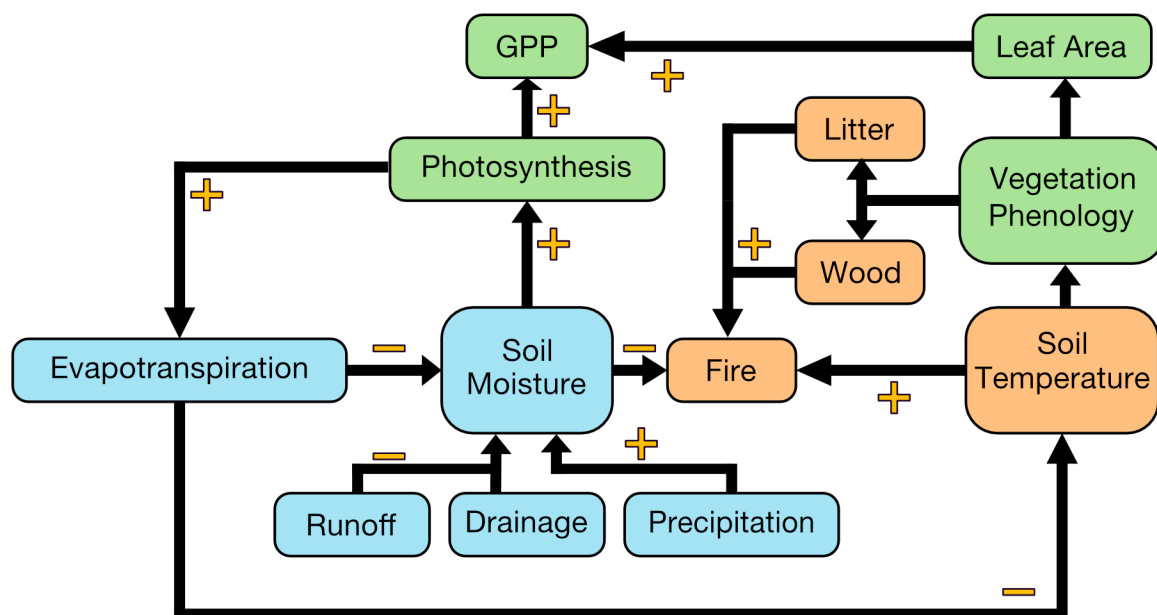 GPP
Leaf Area
+
+
Litter
Photosynthesis
Vegetation
Phenology
+
+
+
Wood
Evapotranspiration
−
Soil
Moisture
−
Fire
Soil
Temperature
+
−
+
Runoff
Drainage
Precipitation
−